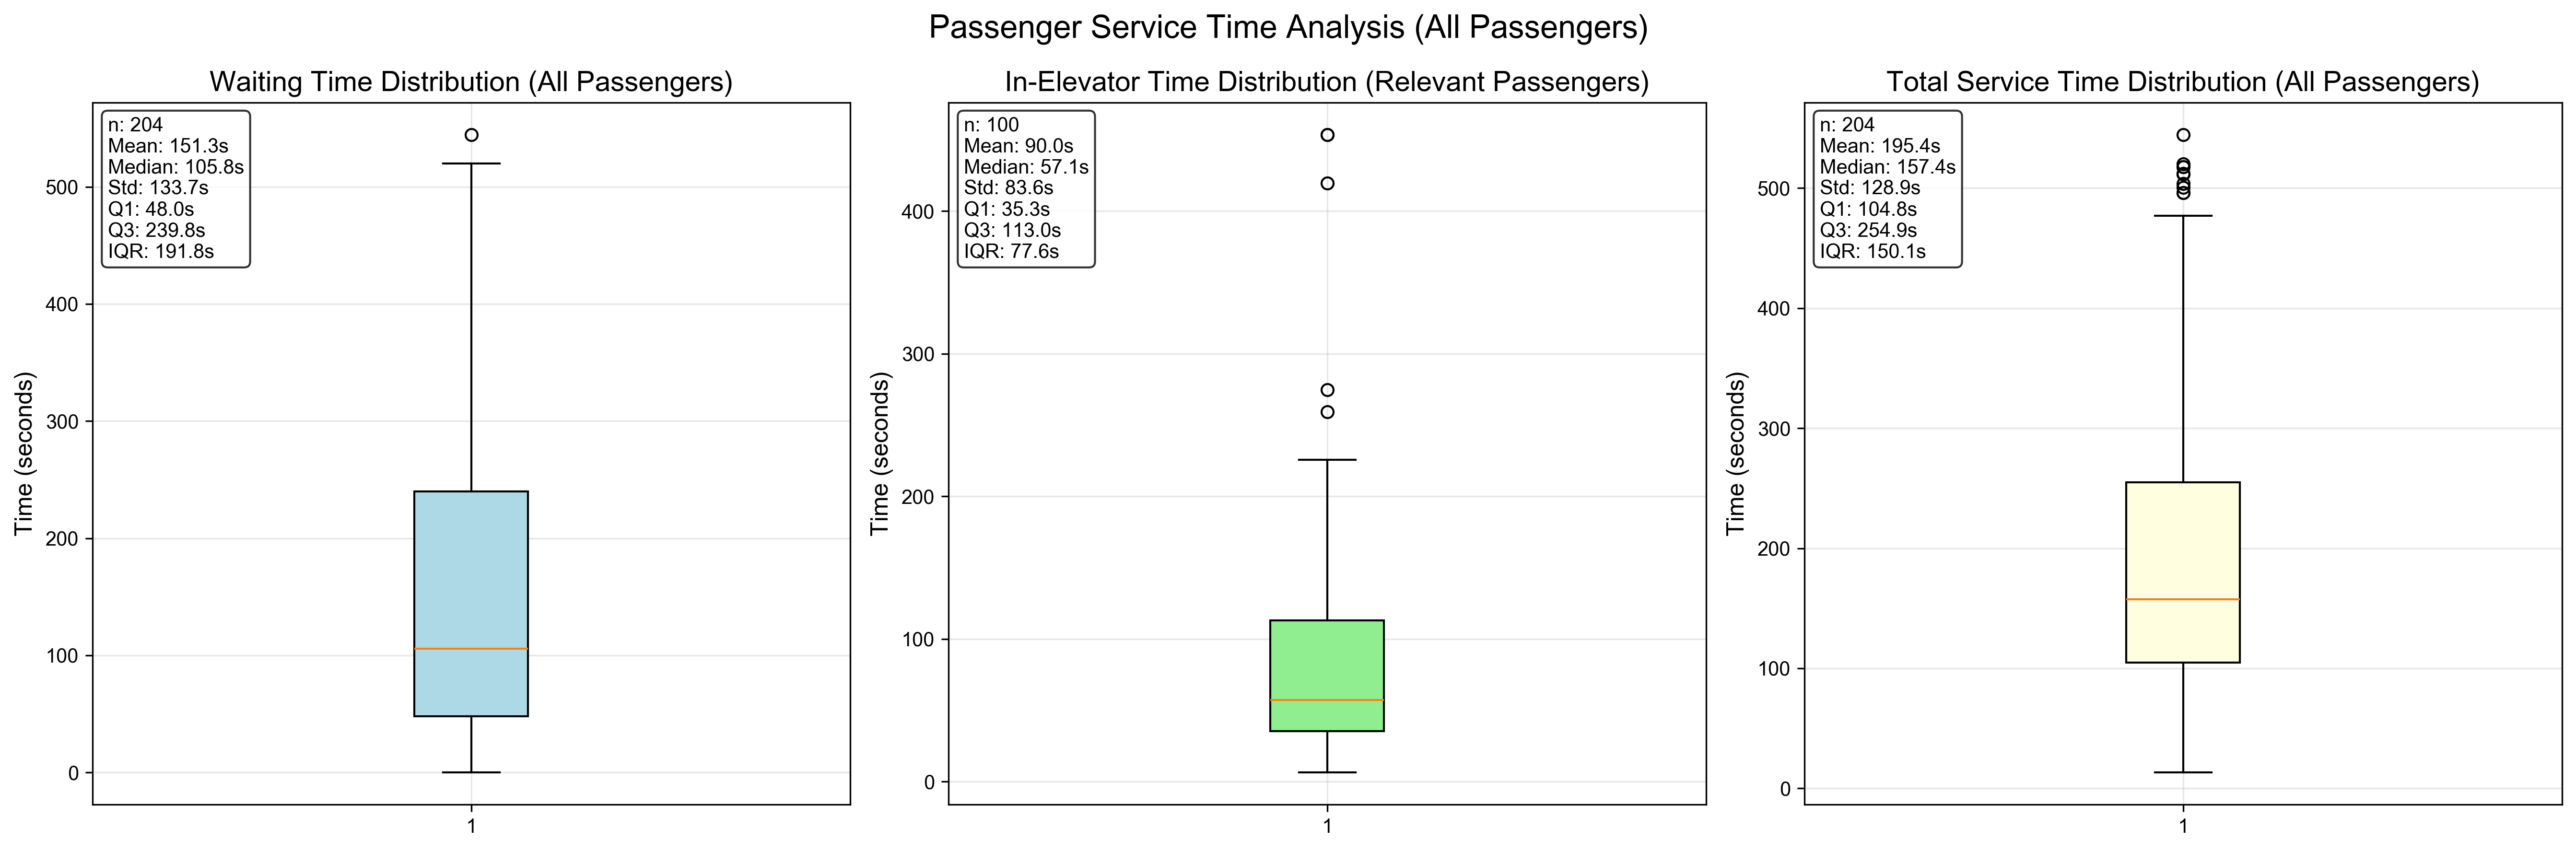 Passenger Service Time Analysis (All Passengers)
Waiting Time Distribution (All Passengers)
n: 204
Mean: 151.3s
Median: 105.8s
Std: 133.7s
Q1: 48.0s
Q3: 239.8s
IQR: 191.8s
Time (seconds)
500
400
300
200
100
0
1
In-Elevator Time Distribution (Relevant Passengers)
n: 100
Mean: 90.0s
Median: 57.1s
Std: 83.6s
Q1: 35.3s
Q3: 113.0s
IQR: 77.6s
Time (seconds)
400
300
200
100
0
1
Total Service Time Distribution (All Passengers)
n: 204
Mean: 195.4s
Median: 157.4s
Std: 128.9s
Q1: 104.8s
Q3: 254.9s
IQR: 150.1s
Time (seconds)
500
400
300
200
100
0
1